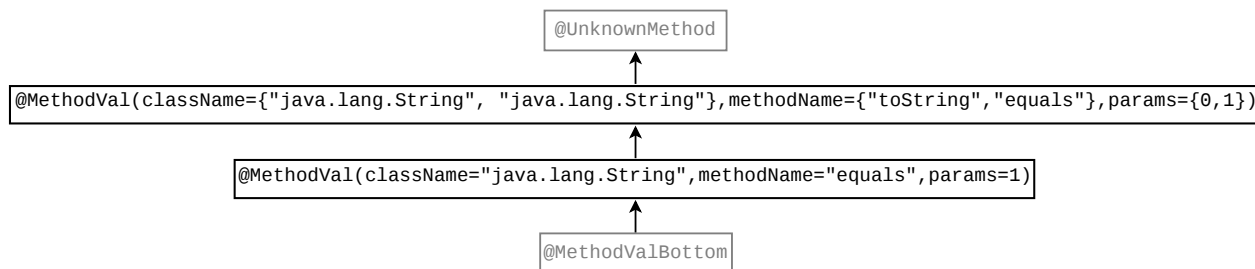 @UnknownMethod
@MethodVal(className={"java.lang.String", "java.lang.String"},methodName={"toString","equals"},params={0,1})
@MethodVal(className="java.lang.String",methodName="equals",params=1)
@MethodValBottom